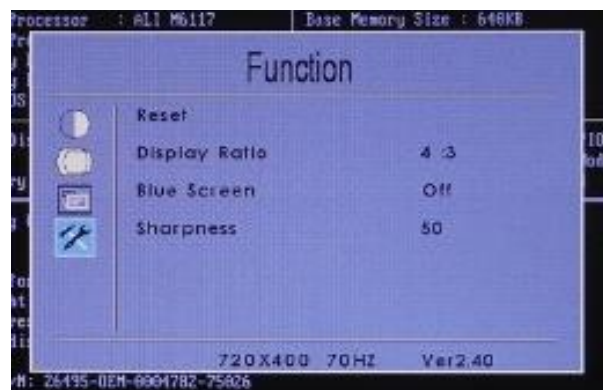 Processor : ALI M6117 Base Memory Size : 640KB
Function
Reset
Display Ratio 4 :3
Blue Screen Off
Sharpness 50
720X400 70HZ Ver2.40
26495-OEM-0004782-75026